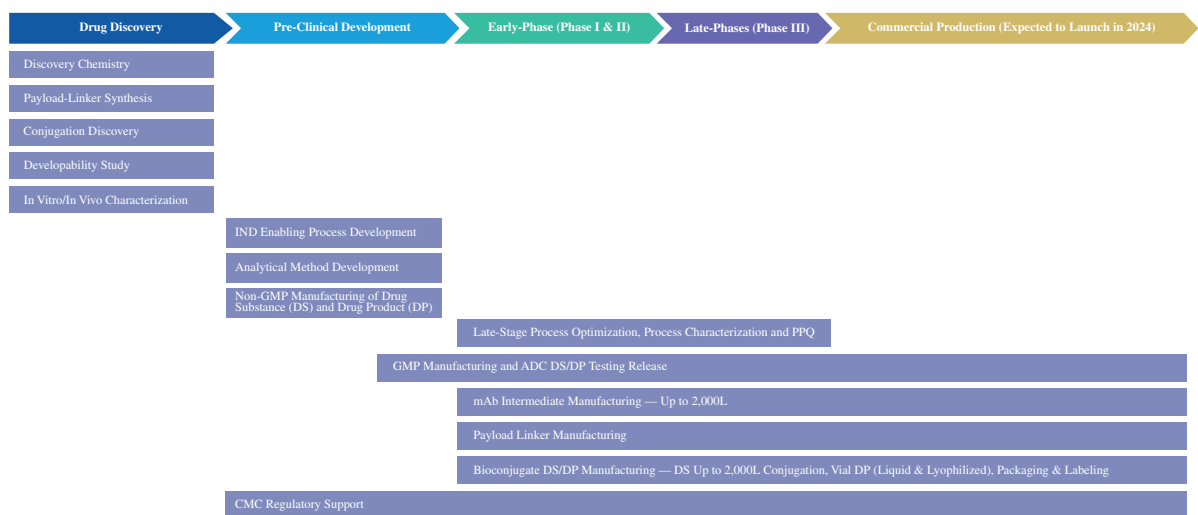 Drug Discovery
Pre-Clinical Development
Early-Phase (Phase I & II)
Late-Phases (Phase III)
Commercial Production (Expected to Launch in 2024)
Discovery Chemistry
Payload-Linker Synthesis
Conjugation Discovery
Developability Study
In Vitro/In Vivo Characterization
IND Enabling Process Development
Analytical Method Development
Non-GMP Manufacturing of Drug
Substance (DS) and Drug Product (DP)
Late-Stage Process Optimization, Process Characterization and PPQ
GMP Manufacturing and ADC DS/DP Testing Release
mAb Intermediate Manufacturing — Up to 2,000L
Payload Linker Manufacturing
Bioconjugate DS/DP Manufacturing — DS Up to 2,000L Conjugation, Vial DP (Liquid & Lyophilized), Packaging & Labeling
CMC Regulatory Support